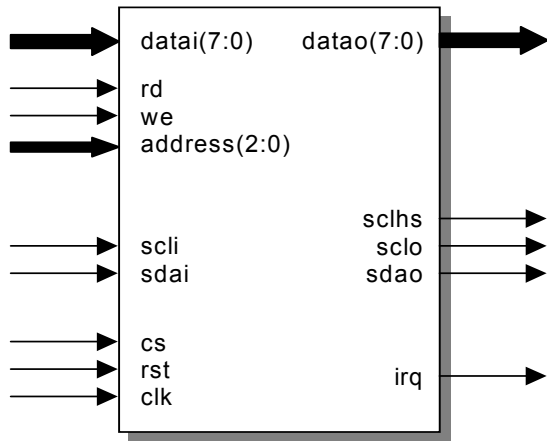 datai(7:0) datao(7:0)
rd
we
address(2:0)
sclhs
scli sclo
sdai sdao
cs
rst
irq
clk